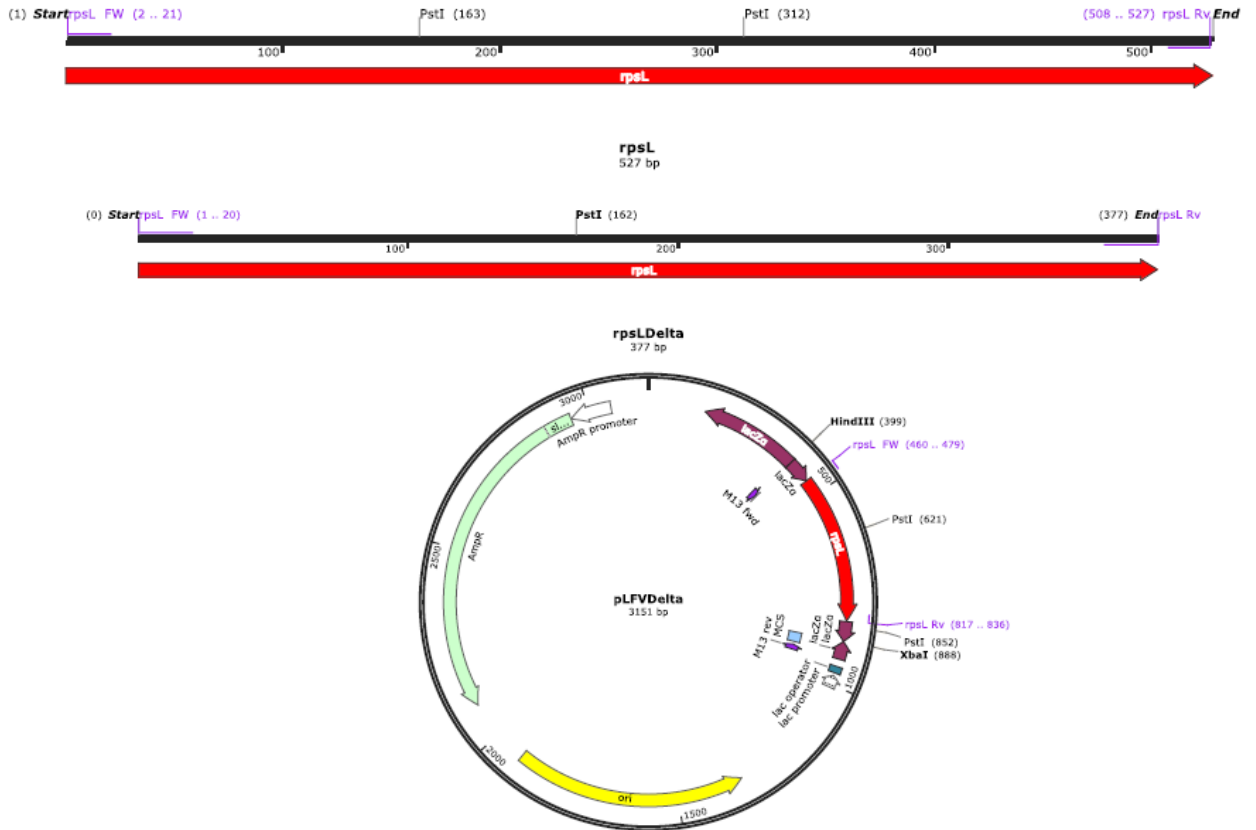 (1) Start rpsL FW (2 .. 21) PstI (163) PstI (312) (508 .. 527) rpsL Rv End
100 200 300 400 500
rpsL
rpsL
527 bp
(0) Start rpsL FW (1 .. 20) PstI (162) (377) End rpsL Rv
100 200 300
rpsL
rpsLDelta
377 bp
3000
si...
AmpR promoter
lacZα
HindIII (399)
rpsL FW (460 .. 479)
lacZα
500
M13 fwd
PstI (621)
rpsL
AmpR
2500
pLFVDelta
3151 bp
rpsL Rv (817 .. 836)
PstI (852)
XbaI (888)
M13 rev
MCS
lacZα
lacZα
lac operator
lac promoter
1000
2000
ori
1500